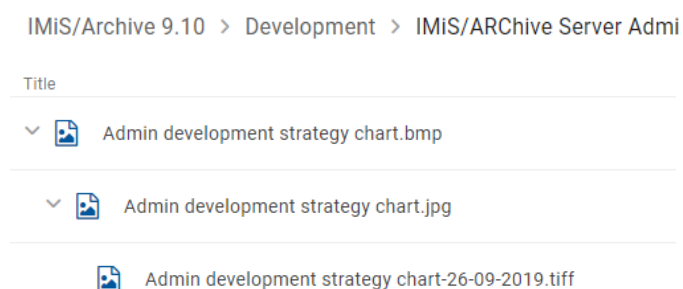 IMiS/Archive 9.10 > Development > IMiS/ARChive Server Admi
Title
Admin development strategy chart.bmp
Admin development strategy chart.jpg
Admin development strategy chart-26-09-2019.tiff